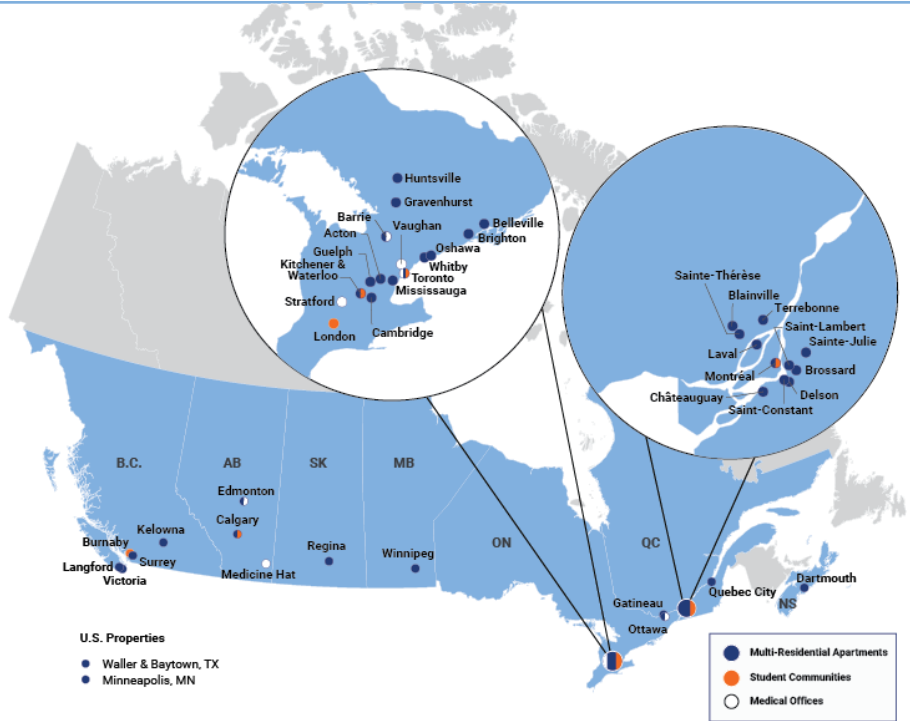 Huntsville
Gravenhurst
Barrie
Vaughan
Belleville
Acton
Brighton
Guelph
Oshawa
Kitchener &
Waterloo
Whitby
Toronto
Mississauga
Stratford
London
Cambridge
Sainte-Thérèse
Blainville
Terrebonne
Saint-Lambert
Sainte-Julie
Laval
Montréal
Brossard
Châteauguay
Delson
Saint-Constant
B.C.
AB
SK
MB
ON
QC
NS
Edmonton
Calgary
Medicine Hat
Kelowna
Burnaby
Surrey
Langford
Victoria
Regina
Winnipeg
Gatineau
Ottawa
Quebec City
Dartmouth
U.S. Properties
Waller & Baytown, TX
Minneapolis, MN
Multi-Residential Apartments
Student Communities
Medical Offices